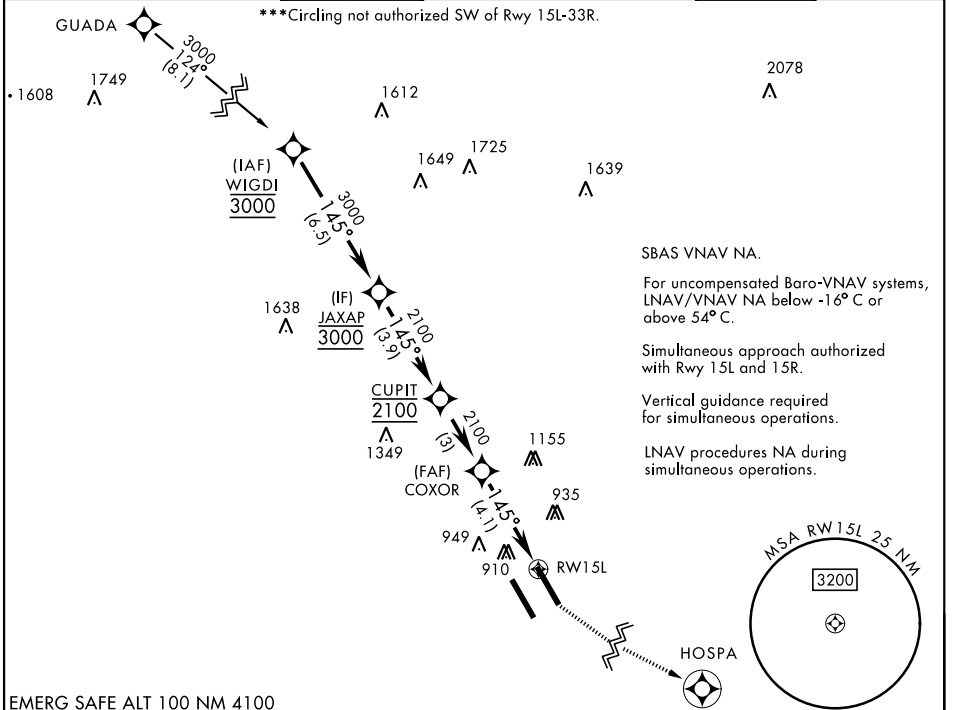 ***Circling not authorized SW of Rwy 15L-33R.
GUADA
3000
124°
(8.1)
1608
1749
1612
2078
1649
1725
1639
(IAF)
WIGDI
3000
3000
145°
(6.5)
SBAS VNAV NA.
For uncompensated Baro-VNAV systems,
LNAV/VNAV NA below -16° C or
above 54° C.
Simultaneous approach authorized
with Rwy 15L and 15R.
Vertical guidance required
for simultaneous operations.
LNAV procedures NA during
simultaneous operations.
1638
(IF)
JAXAP
3000
2100
145°
(3.9)
CUPIT
2100
1349
2100
(3)
(FAF)
COXOR
1155
935
145°
(4.1)
949
910
RW15L
MSA RW15L 25 NM
3200
HOSPA
EMERG SAFE ALT 100 NM 4100